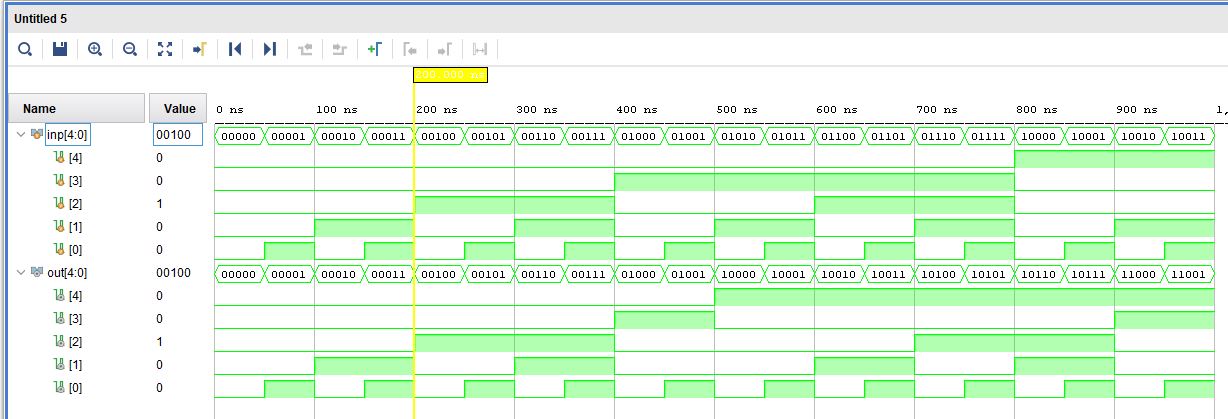 Untitled 5
200.000 ns
Name Value 0 ns 100 ns 200 ns 300 ns 400 ns 500 ns 600 ns 700 ns 800 ns 900 ns 1,
inp[4:0] 00100 00000 00001 00010 00011 00100 00101 00110 00111 01000 01001 01010 01011 01100 01101 01110 01111 10000 10001 10010 10011
[4] 0
[3] 0
[2] 1
[1] 0
[0] 0
out[4:0] 00100 00000 00001 00010 00011 00100 00101 00110 00111 01000 01001 10000 10001 10010 10011 10100 10101 10110 10111 11000 11001
[4] 0
[3] 0
[2] 1
[1] 0
[0] 0